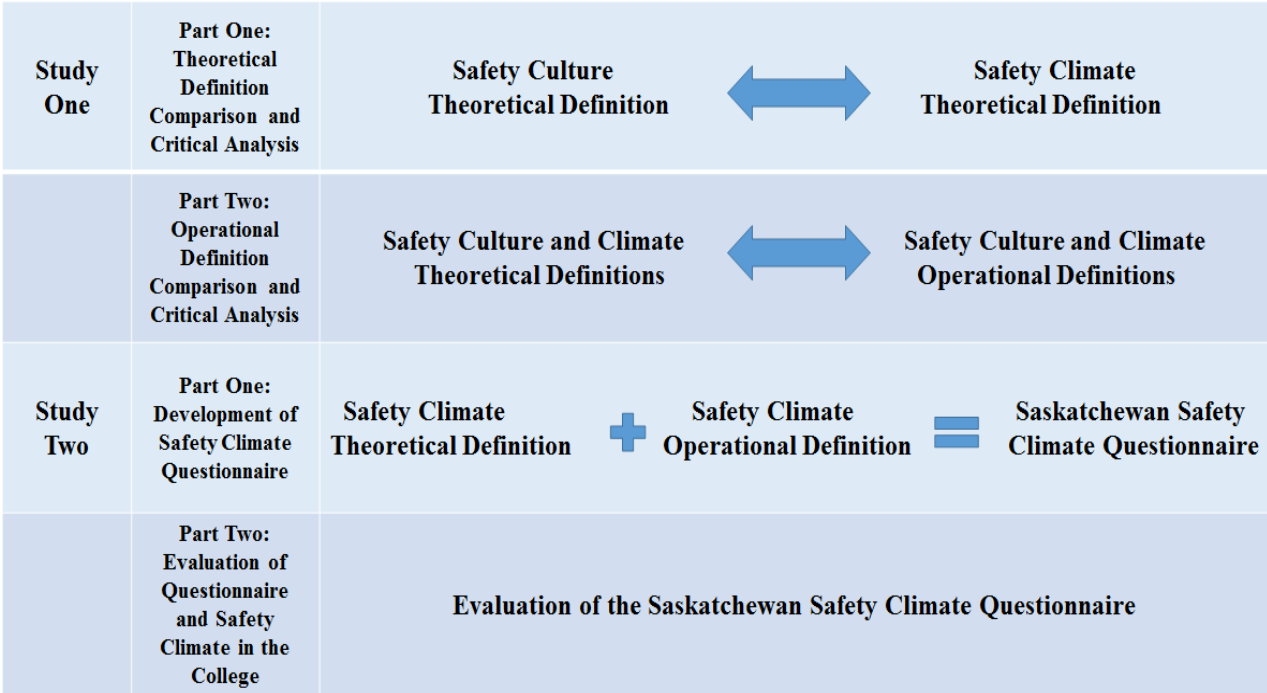 Study
One
Part One:
Theoretical
Definition
Comparison and
Critical Analysis
Safety Culture
Theoretical Definition
Safety Climate
Theoretical Definition
Part Two:
Operational
Definition
Comparison and
Critical Analysis
Safety Culture and Climate
Theoretical Definitions
Safety Culture and Climate
Operational Definitions
Study
Two
Part One:
Development of
Safety Climate
Questionnaire
Safety Climate
Theoretical Definition
Safety Climate
Operational Definition
Saskatchewan Safety
Climate Questionnaire
Part Two:
Evaluation of
Questionnaire
and Safety
Climate in the
College
Evaluation of the Saskatchewan Safety Climate Questionnaire